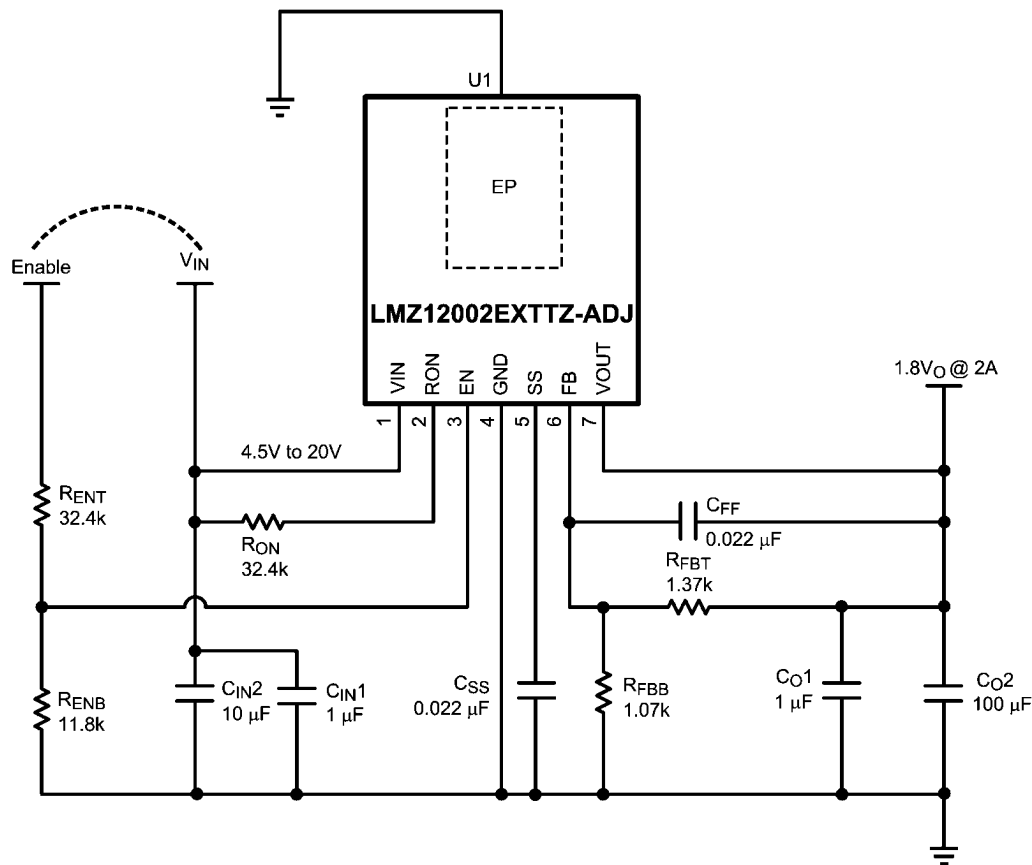 U1
EP
Enable
VIN
LMZ12002EXTTZ-ADJ
VIN
RON
EN
GND
SS
FB
VOUT
1
2
3
4
5
6
7
1.8VO @ 2A
4.5V to 20V
RENT
32.4k
RON
32.4k
CFF
0.022 μF
RFBT
1.37k
RENB
11.8k
CIN2
10 μF
CIN1
1 μF
CSS
0.022 μF
RFBB
1.07k
CO1
1 μF
CO2
100 μF